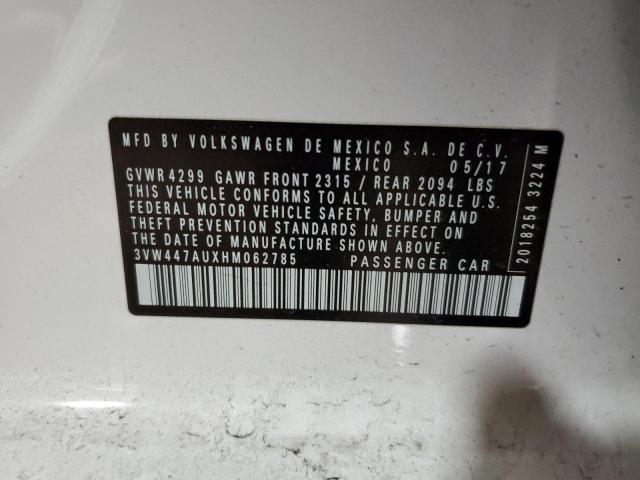 MFD BY VOLKSWAGEN DE MEXICO S.A. DE C.V.
MEXICO 05/17
GVWR 4299 GAWR FRONT 2315 / REAR 2094 LBS
THIS VEHICLE CONFORMS TO ALL APPLICABLE U.S.
FEDERAL MOTOR VEHICLE SAFETY, BUMPER AND
THEFT PREVENTION STANDARDS IN EFFECT ON
THE DATE OF MANUFACTURE SHOWN ABOVE.
3VW447AUXHM062785 PASSENGER CAR
2018254 3224 M